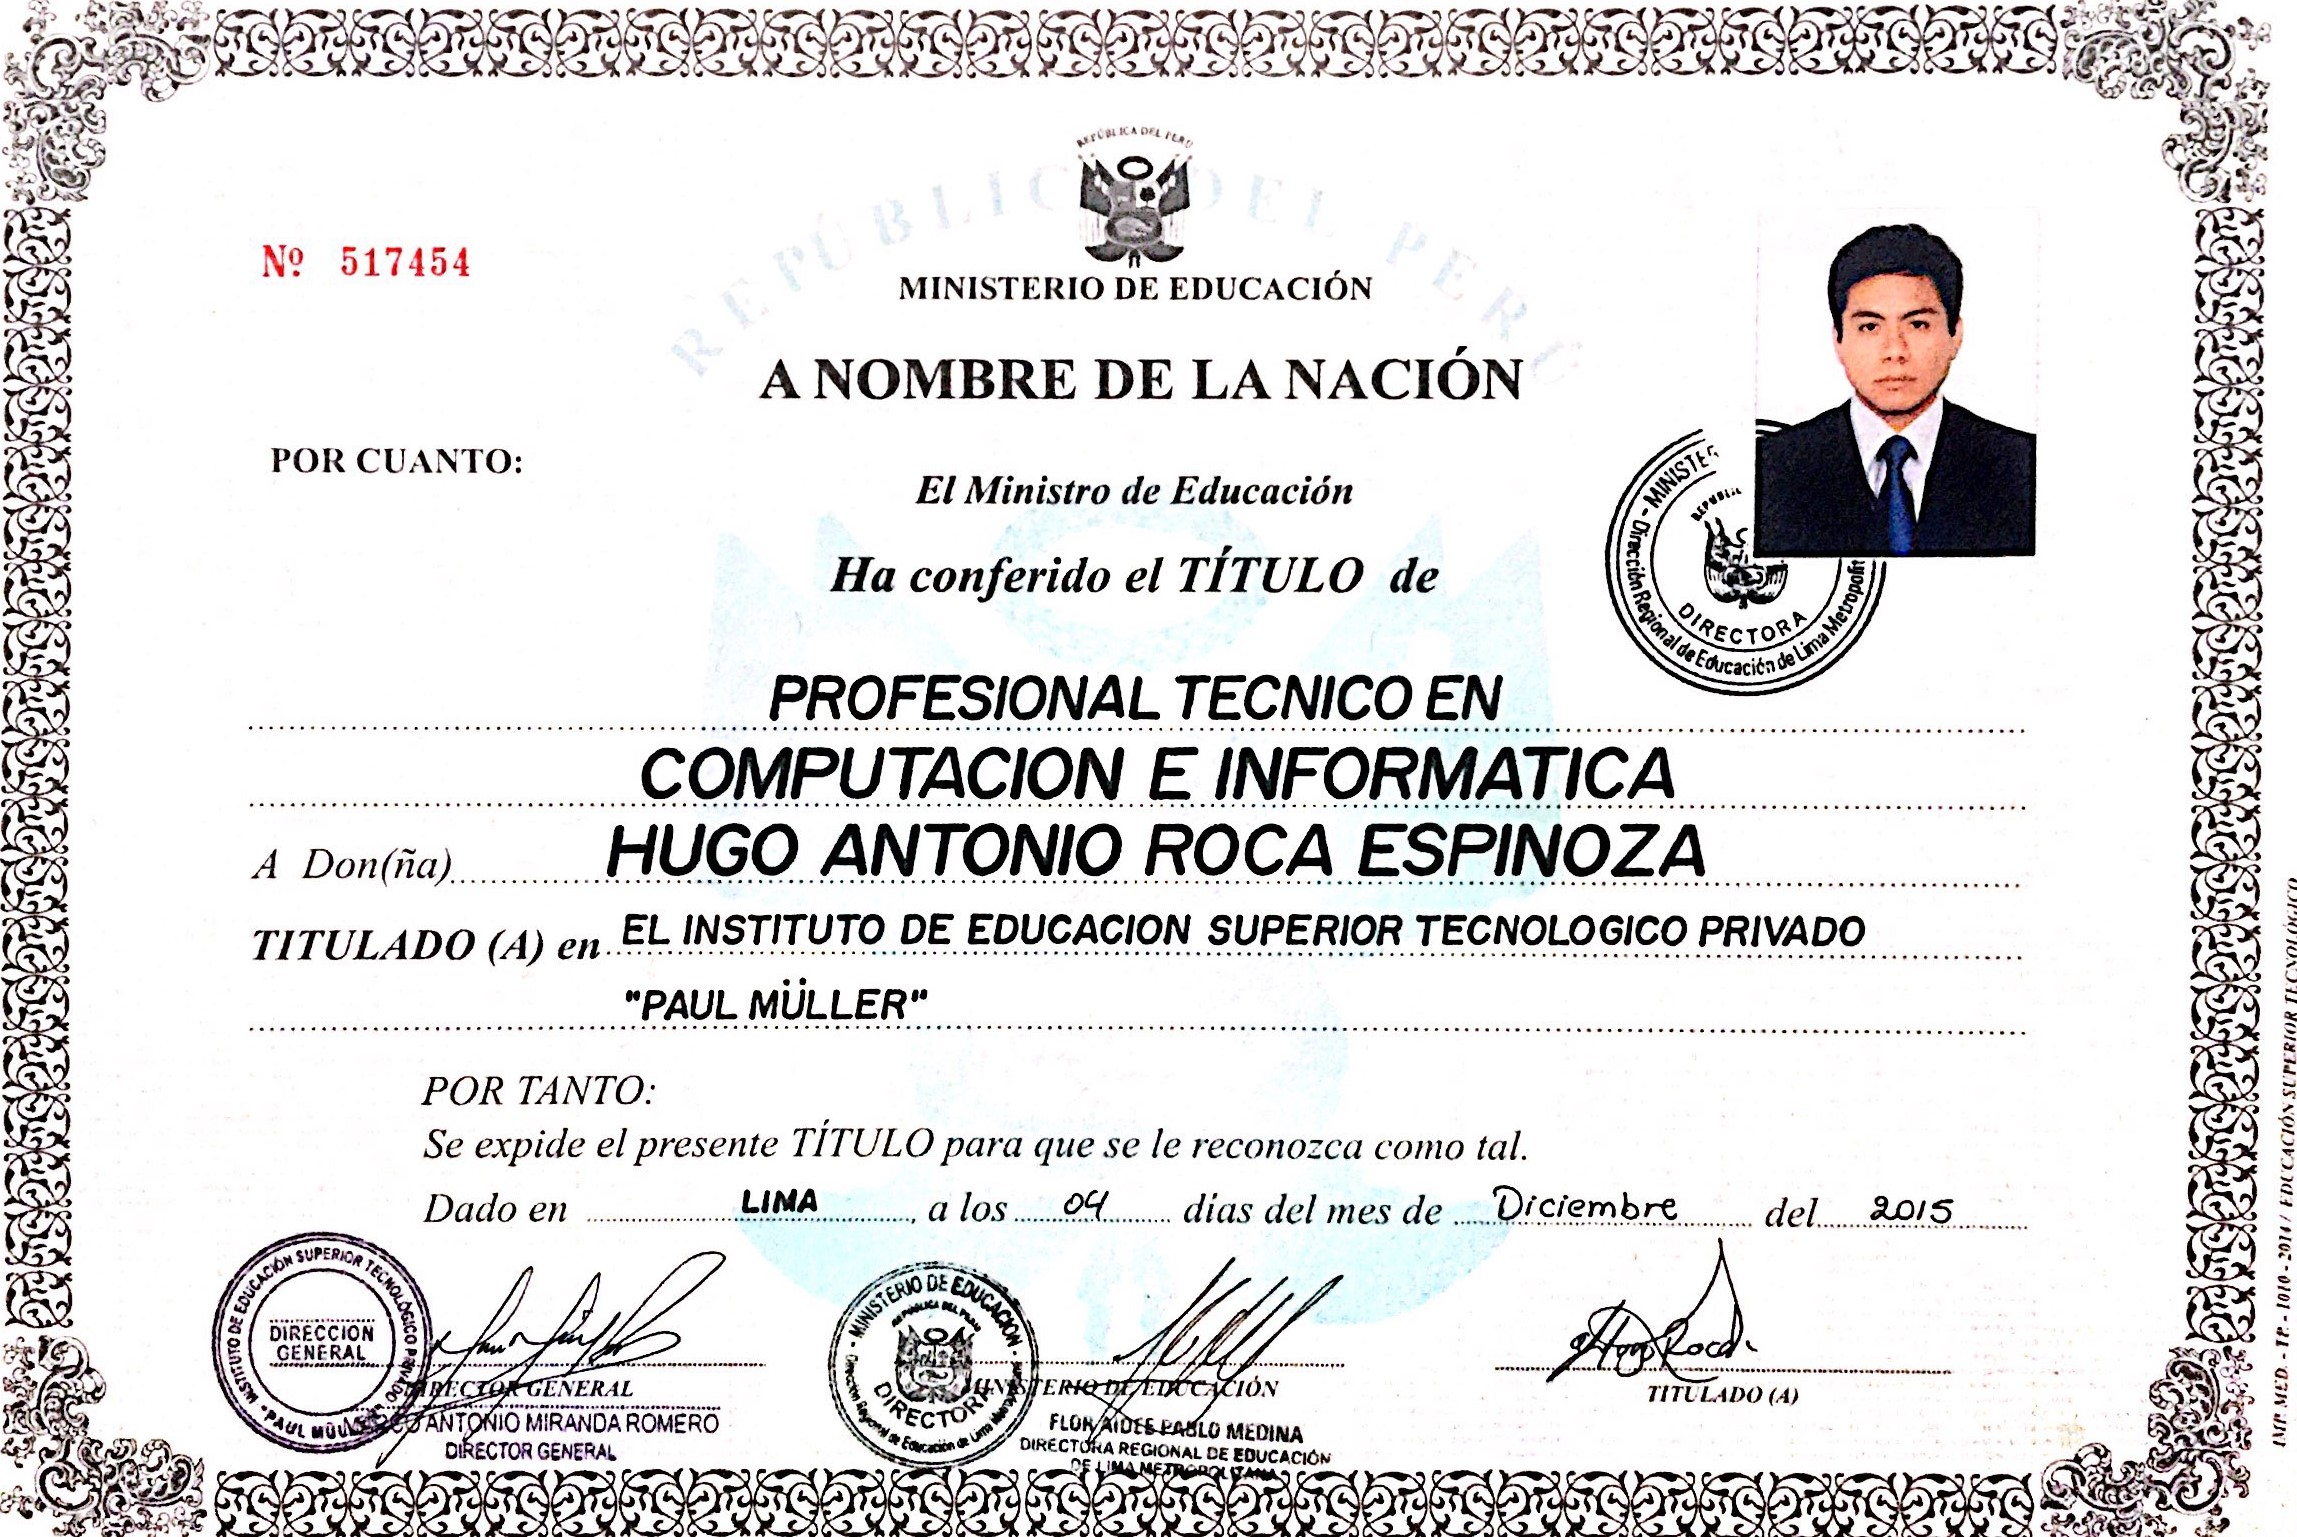 REPÚBLICA DEL PERÚ
REPÚBLICA DEL PERÚ
Nº 517454
MINISTERIO DE EDUCACIÓN
A NOMBRE DE LA NACIÓN
POR CUANTO:
El Ministro de Educación
Ha conferido el TÍTULO de
MINISTER
REPUBLIC
DIRECTORA
Dirección Regional de Educación de Lima Metropolit
PROFESIONAL TECNICO EN
COMPUTACION E INFORMATICA
A Don(ña) HUGO ANTONIO ROCA ESPINOZA
TITULADO (A) en EL INSTITUTO DE EDUCACION SUPERIOR TECNOLOGICO PRIVADO
"PAUL MÜLLER"
POR TANTO:
Se expide el presente TÍTULO para que se le reconozca como tal.
Dado en LIMA, a los 04 días del mes de Diciembre del 2015
INSTITUTO DE EDUCACIÓN SUPERIOR TECNOLÓGICO PRIVADO
DIRECCION
GENERAL
"PAUL MÜLLER"
DIRECTOR GENERAL
ANTONIO MIRANDA ROMERO
DIRECTOR GENERAL
MINISTERIO DE EDUCACIÓN
REPÚBLICA DEL PERÚ
DIRECTORA
Dirección Regional de Educación de Lima Metropolitana
MINISTERIO DE EDUCACIÓN
FLOR AIDEE PABLO MEDINA
DIRECTORA REGIONAL DE EDUCACIÓN
DE LIMA METROPOLITANA
Hugo Roca
TITULADO (A)
IMP. MED. - TP - 1010 - 2014 / EDUCACIÓN SUPERIOR TECNOLÓGICO